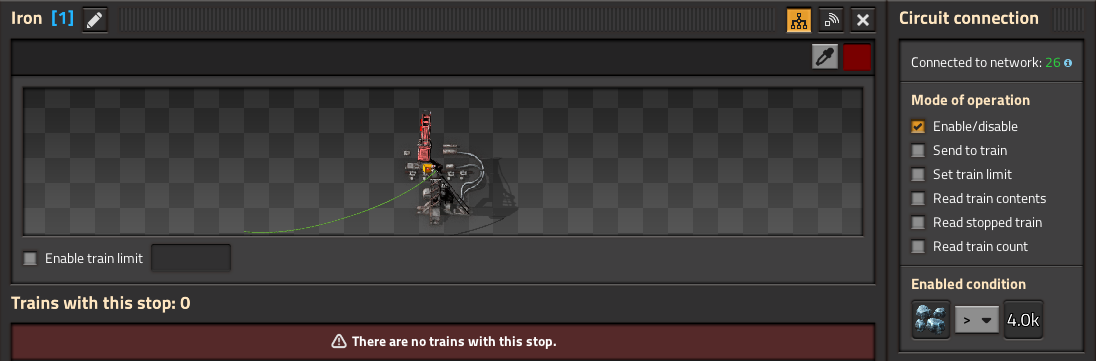 Iron [1]
Circuit connection
Connected to network: 26
Mode of operation
Enable/disable
Send to train
Set train limit
Read train contents
Read stopped train
Read train count
Enable train limit
Enabled condition
> 4.0k
Trains with this stop: 0
There are no trains with this stop.